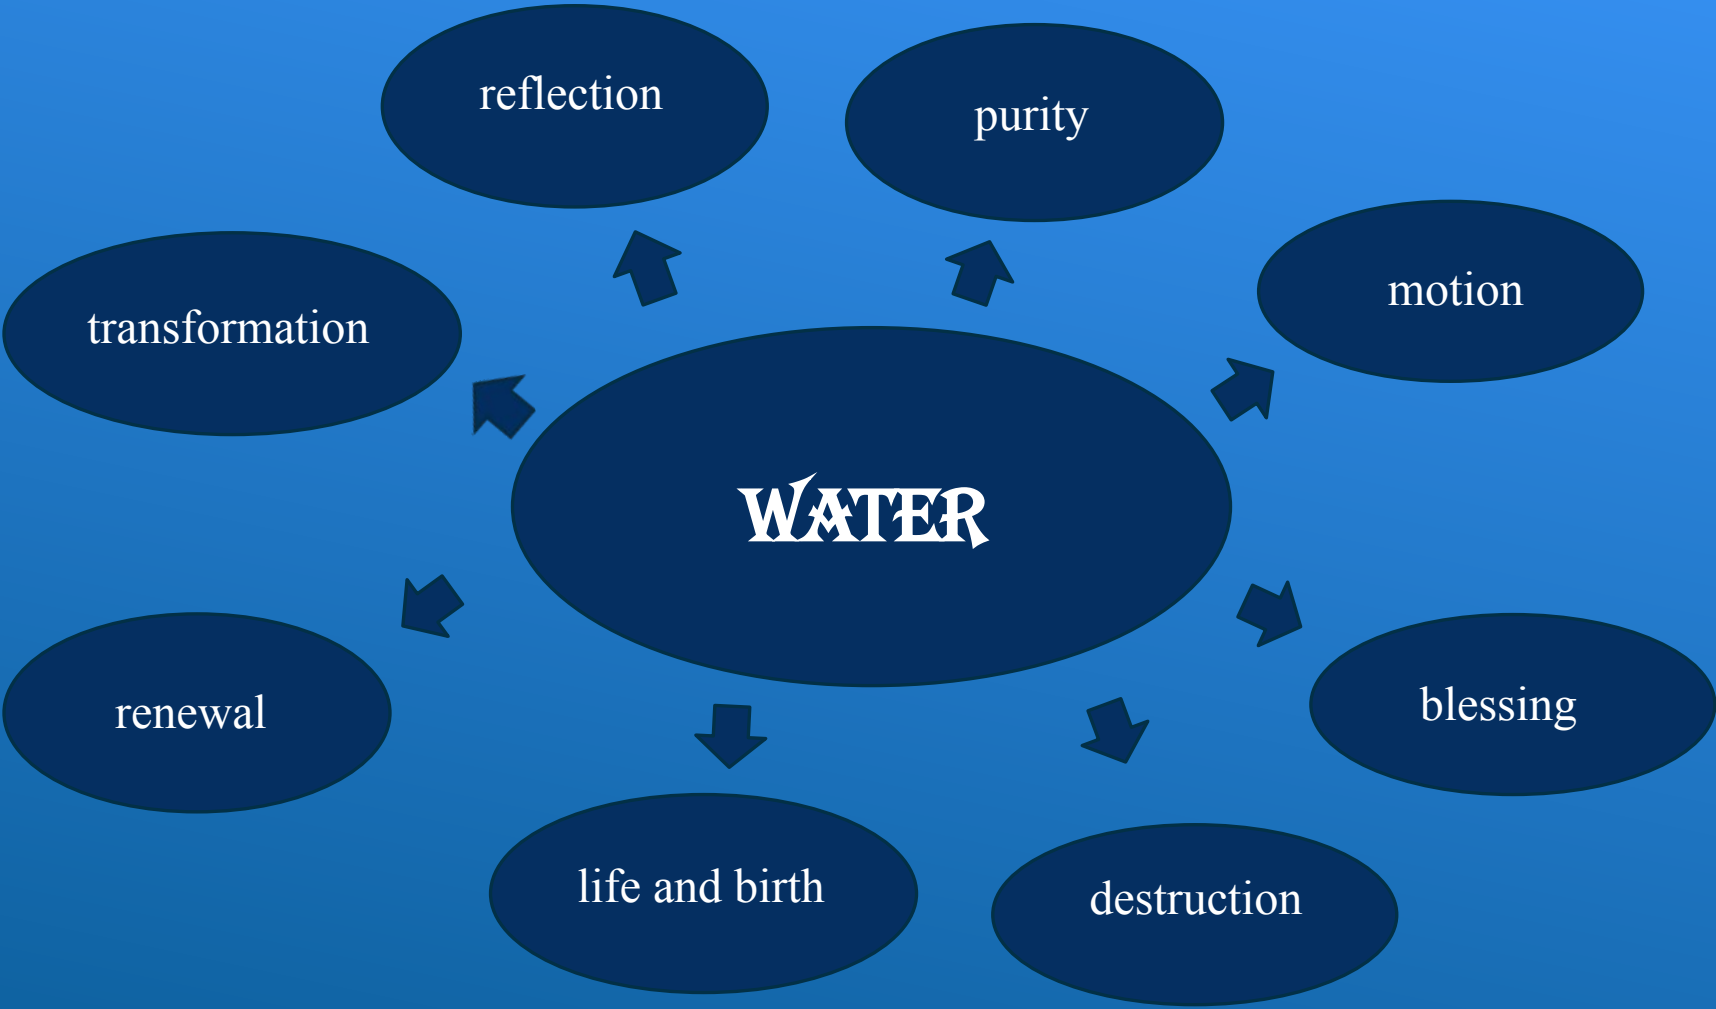 reflection
purity
motion
transformation
WATER
renewal
blessing
life and birth
destruction